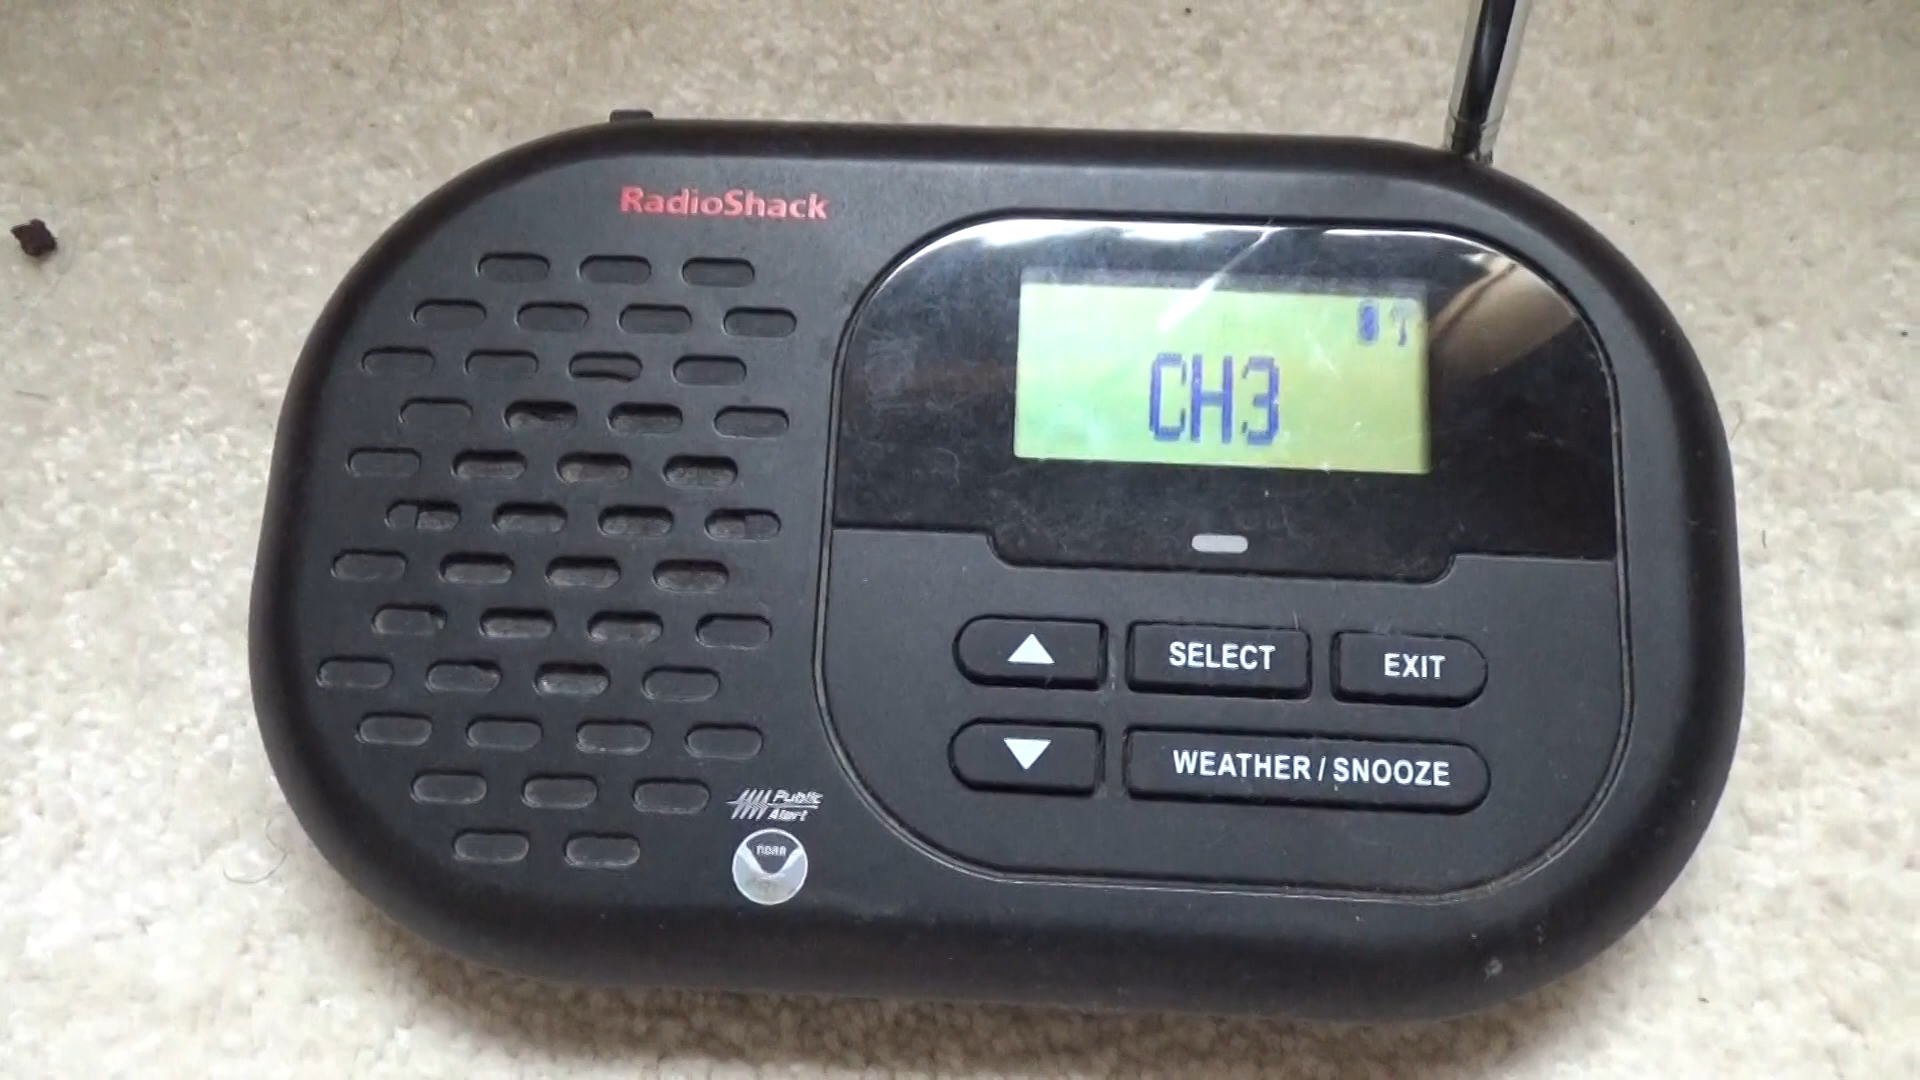 RadioShack
CH3
SELECT
EXIT
WEATHER / SNOOZE
Public
Alert
NOAA